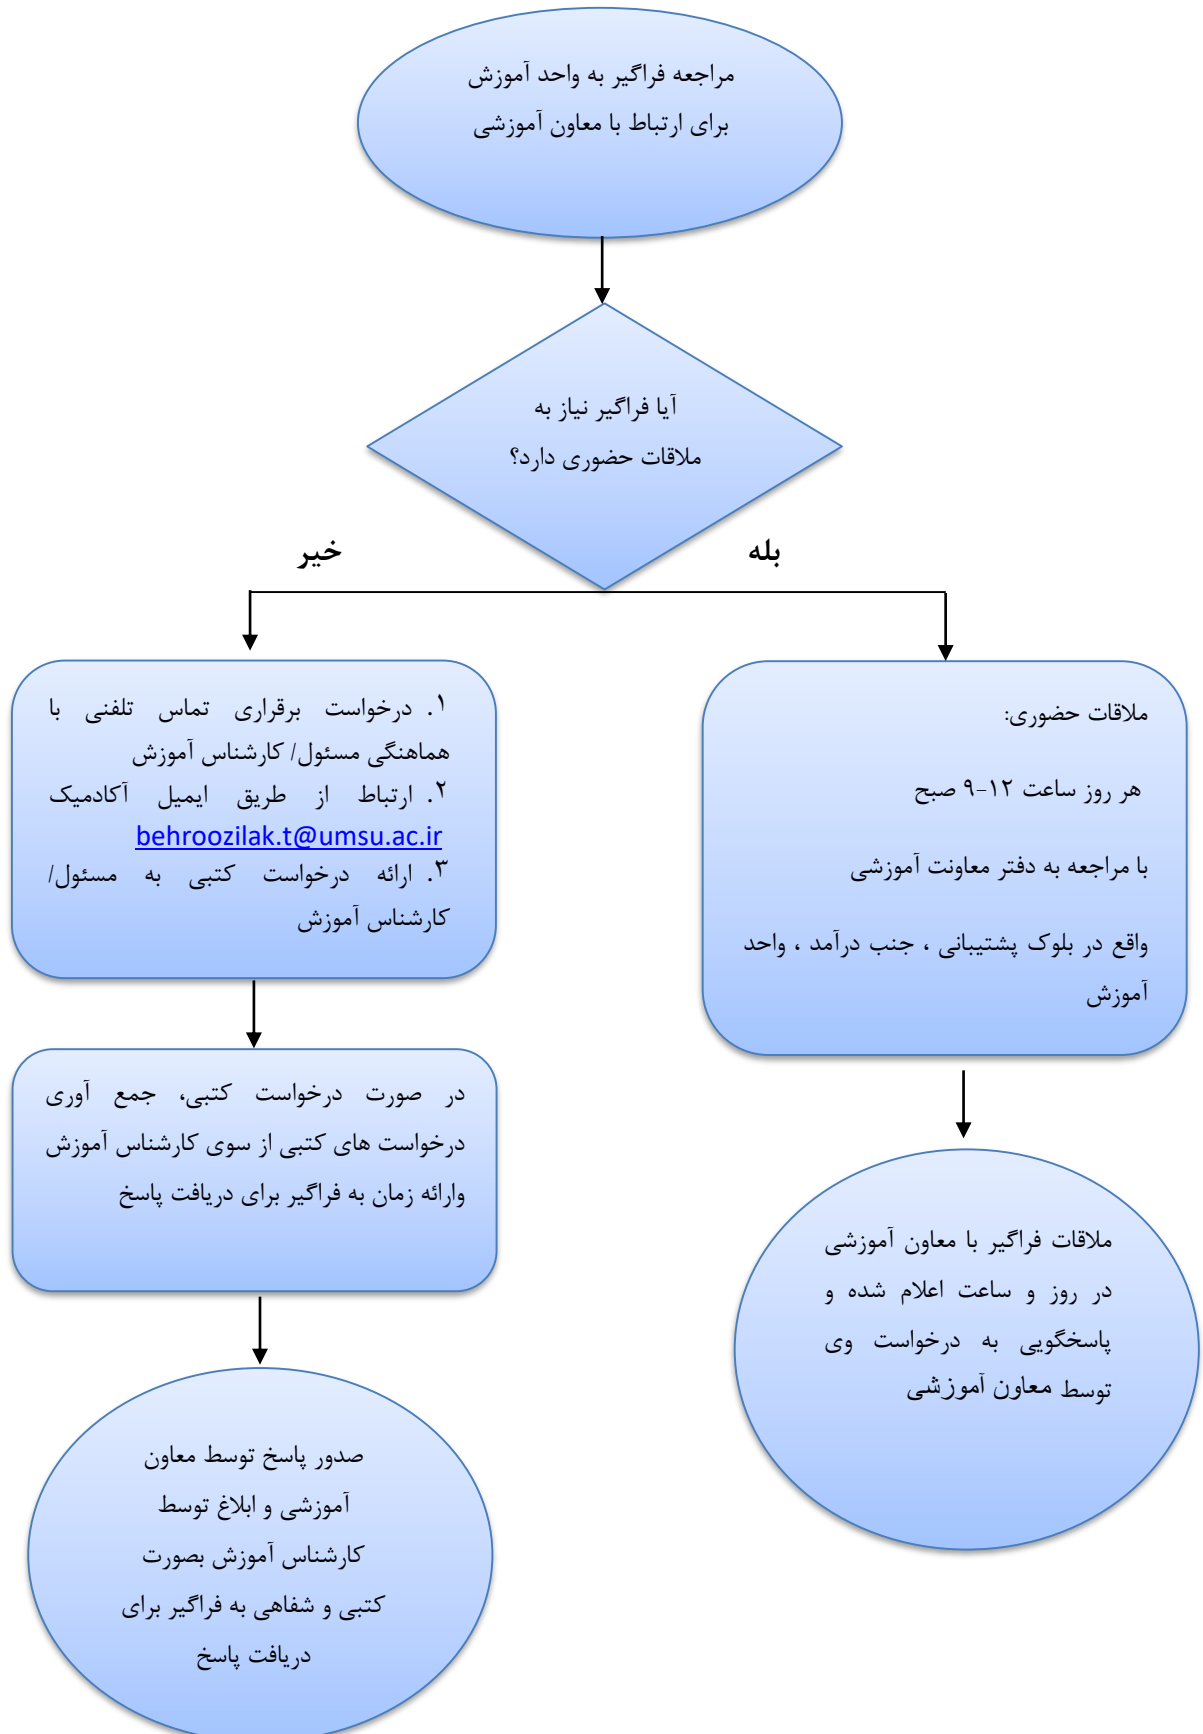 مراجعه فراگیر به واحد آموزش
برای ارتباط با معاون آموزشی
آیا فراگیر نیاز به
ملاقات حضوری دارد؟
بله
خیر
ملاقات حضوری:
هر روز ساعت ۱۲-۹ صبح
با مراجعه به دفتر معاونت آموزشی
واقع در بلوک پشتیبانی ، جنب درآمد ، واحد
آموزش
ملاقات فراگیر با معاون آموزشی
در روز و ساعت اعلام شده و
پاسخگویی به درخواست وی
توسط معاون آموزشی
۱. درخواست برقراری تماس تلفنی با
هماهنگی مسئول/ کارشناس آموزش
۲. ارتباط از طریق ایمیل آکادمیک
behroozilak.t@umsu.ac.ir
۳. ارائه درخواست کتبی به مسئول/
کارشناس آموزش
در صورت درخواست کتبی، جمع آوری
درخواست های کتبی از سوی کارشناس آموزش
وارائه زمان به فراگیر برای دریافت پاسخ
صدور پاسخ توسط معاون
آموزشی و ابلاغ توسط
کارشناس آموزش بصورت
کتبی و شفاهی به فراگیر برای
دریافت پاسخ